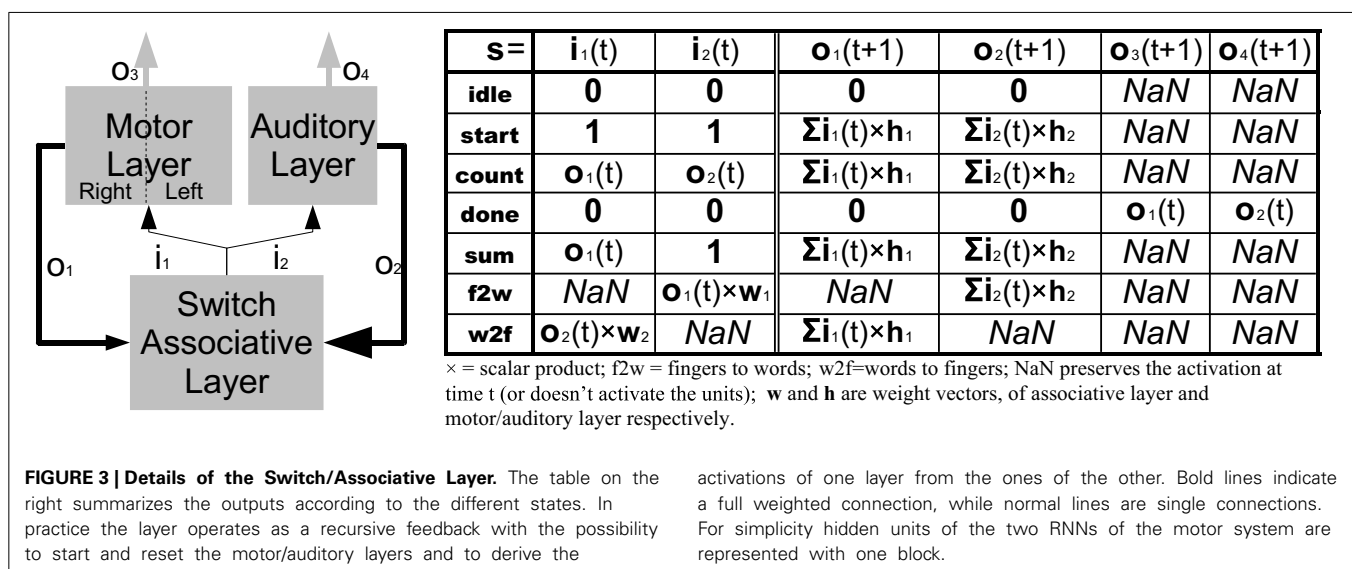 O₃
O₄
Motor Layer
Right Left
Auditory Layer
O₁
i₁
i₂
O₂
Switch Associative Layer
s= i₁(t) i₂(t) o₁(t+1) o₂(t+1) o₃(t+1) o₄(t+1)
idle 0 0 0 0 NaN NaN
start 1 1 Σi₁(t)×h₁ Σi₂(t)×h₂ NaN NaN
count o₁(t) o₂(t) Σi₁(t)×h₁ Σi₂(t)×h₂ NaN NaN
done 0 0 0 0 o₁(t) o₂(t)
sum o₁(t) 1 Σi₁(t)×h₁ Σi₂(t)×h₂ NaN NaN
f2w NaN o₁(t)×w₁ NaN Σi₂(t)×h₂ NaN NaN
w2f o₂(t)×w₂ NaN Σi₁(t)×h₁ NaN NaN NaN
× = scalar product; f2w = fingers to words; w2f=words to fingers; NaN preserves the activation at
time t (or doesn't activate the units); w and h are weight vectors, of associative layer and
motor/auditory layer respectively.
FIGURE 3 | Details of the Switch/Associative Layer. The table on the
right summarizes the outputs according to the different states. In
practice the layer operates as a recursive feedback with the possibility
to start and reset the motor/auditory layers and to derive the
activations of one layer from the ones of the other. Bold lines indicate
a full weighted connection, while normal lines are single connections.
For simplicity hidden units of the two RNNs of the motor system are
represented with one block.